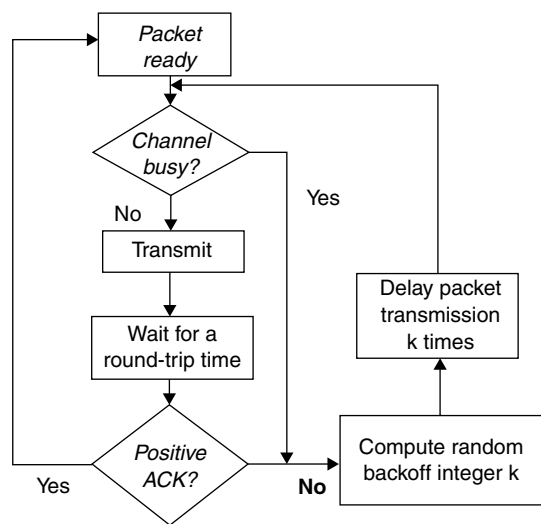 Packet
ready
Channel
busy?
No
Yes
Transmit
Delay packet
transmission
k times
Wait for a
round-trip time
Positive
ACK?
Yes
No
Compute random
backoff integer k